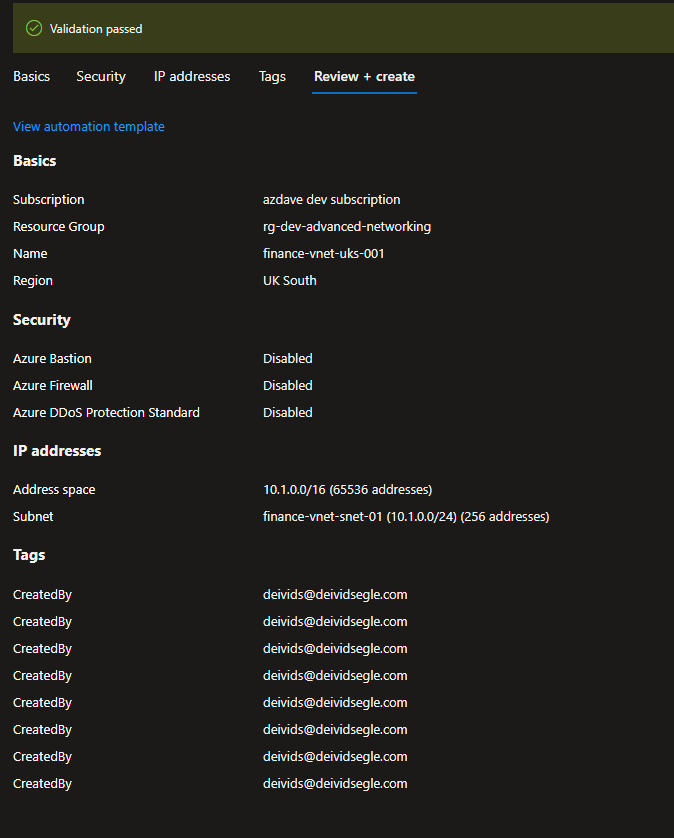 Validation passed
Basics Security IP addresses Tags Review + create
View automation template
Basics
Subscription azdave dev subscription
Resource Group rg-dev-advanced-networking
Name finance-vnet-uks-001
Region UK South
Security
Azure Bastion Disabled
Azure Firewall Disabled
Azure DDoS Protection Standard Disabled
IP addresses
Address space 10.1.0.0/16 (65536 addresses)
Subnet finance-vnet-snet-01 (10.1.0.0/24) (256 addresses)
Tags
CreatedBy deivids@deividsegle.com
CreatedBy deivids@deividsegle.com
CreatedBy deivids@deividsegle.com
CreatedBy deivids@deividsegle.com
CreatedBy deivids@deividsegle.com
CreatedBy deivids@deividsegle.com
CreatedBy deivids@deividsegle.com
CreatedBy deivids@deividsegle.com